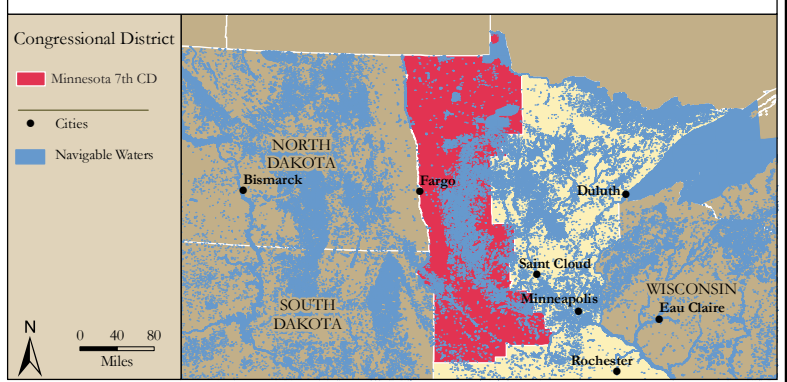 Congressional District
Minnesota 7th CD
Cities
Navigable Waters
N
0 40 80
Miles
NORTH
DAKOTA
Bismarck
Fargo
Duluth
Saint Cloud
Minneapolis
WISCONSIN
Eau Claire
SOUTH
DAKOTA
Rochester